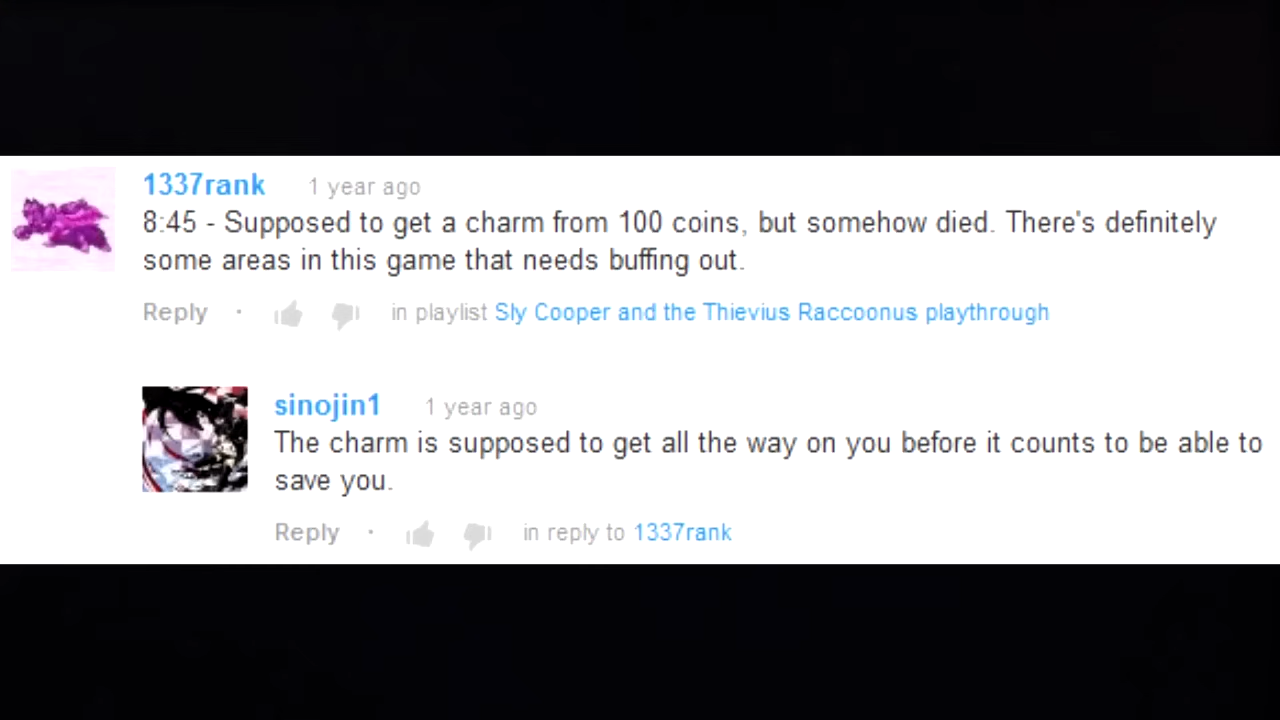 1337rank 1 year ago
8:45 - Supposed to get a charm from 100 coins, but somehow died. There's definitely
some areas in this game that needs buffing out.
Reply · in playlist Sly Cooper and the Thievius Raccoonus playthrough
sinojin1 1 year ago
The charm is supposed to get all the way on you before it counts to be able to
save you.
Reply · in reply to 1337rank